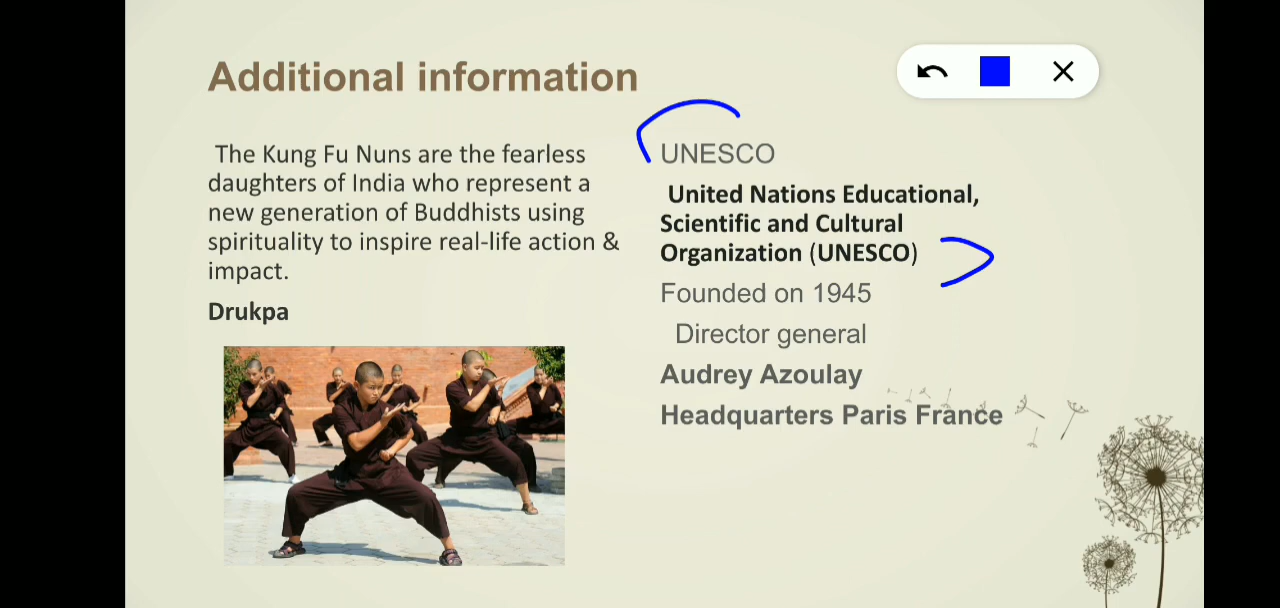 Additional information
The Kung Fu Nuns are the fearless
daughters of India who represent a
new generation of Buddhists using
spirituality to inspire real-life action &
impact.
Drukpa
UNESCO
United Nations Educational,
Scientific and Cultural
Organization (UNESCO)
Founded on 1945
Director general
Audrey Azoulay
Headquarters Paris France